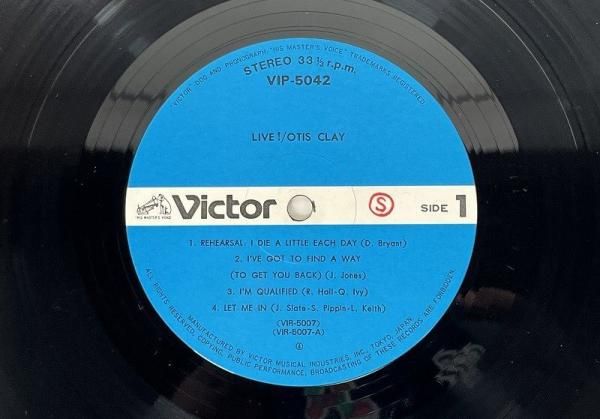 "VICTOR" DOG AND PHONOGRAPH, "HIS MASTER'S VOICE" TRADEMARKS REGISTERED.
STEREO 33 1/3 r.p.m.
VIP-5042
LIVE!/OTIS CLAY
"HIS MASTER'S VOICE"
Victor
S
SIDE 1
1. REHEARSAL, I DIE A LITTLE EACH DAY (D. Bryant)
2. I'VE GOT TO FIND A WAY
(TO GET YOU BACK) (J. Jones)
3. I'M QUALIFIED (R. Hall-Q. Ivy)
4. LET ME IN (J. Slate-S. Pippin-L. Keith)
(VIR-5007)
(VIR-5007-A)
MANUFACTURED BY VICTOR MUSICAL INDUSTRIES, INC., TOKYO, JAPAN.
ALL RIGHTS RESERVED, COPYING, PUBLIC PERFORMANCE, BROADCASTING OF THESE RECORDS ARE FORBIDDEN.